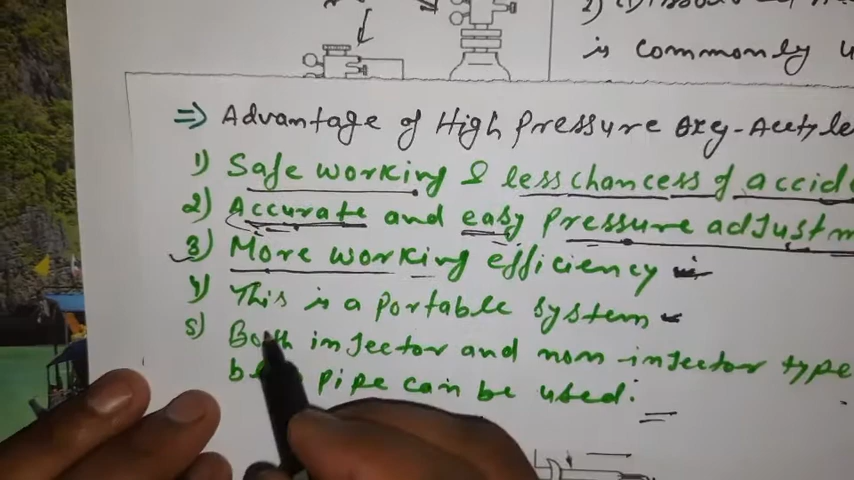 is commonly
⇒ Advantage of High Pressure Oxy-Acetyle
1) Safe working & less chancess of accid
2) Accurate and easy pressure adjustm
3) More working efficiency
4) This is a portable system
5) Both injector and non-injector type
pipe can be used.